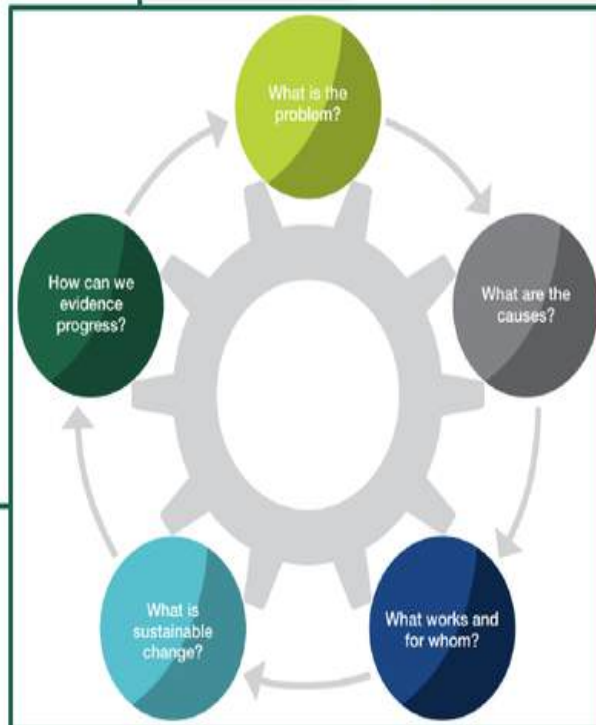 What is the
problem?
What are the
causes?
What works and
for whom?
What is
sustainable
change?
How can we
evidence
progress?